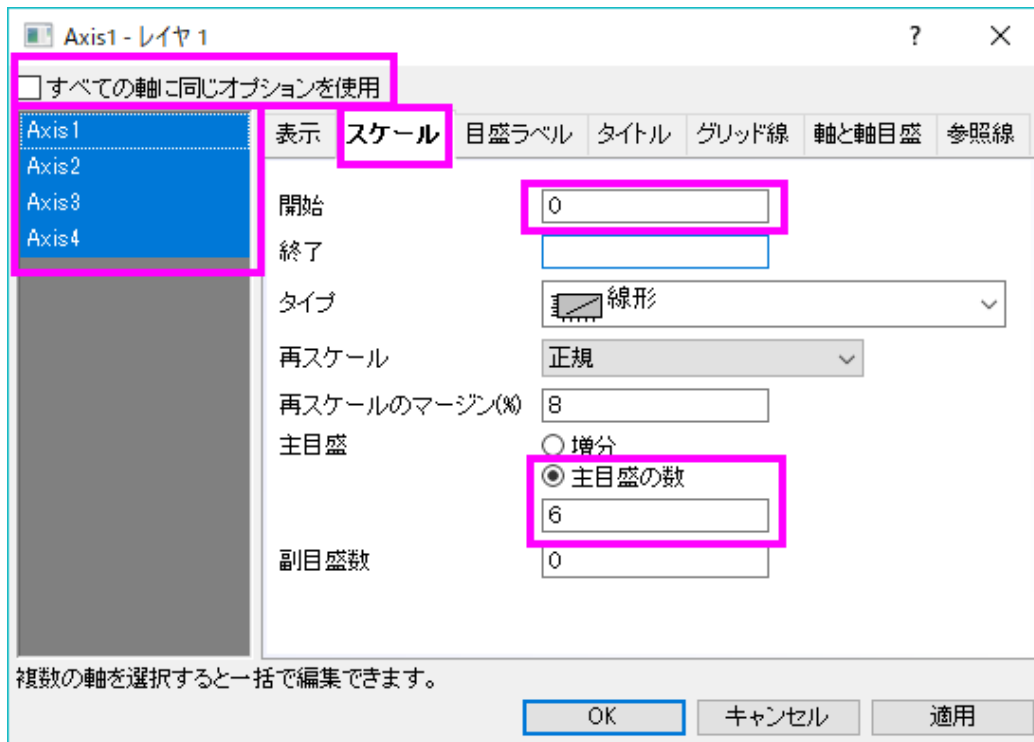 Axis1 - レイヤ 1
?
すべての軸に同じオプションを使用
Axis1
Axis2
Axis3
Axis4
表示 スケール 目盛ラベル タイトル グリッド線 軸と軸目盛 参照線
開始 0
終了
タイプ 線形
再スケール 正規
再スケールのマージン(%) 8
主目盛 増分
主目盛の数
6
副目盛数 0
複数の軸を選択すると一括で編集できます。
OK キャンセル 適用